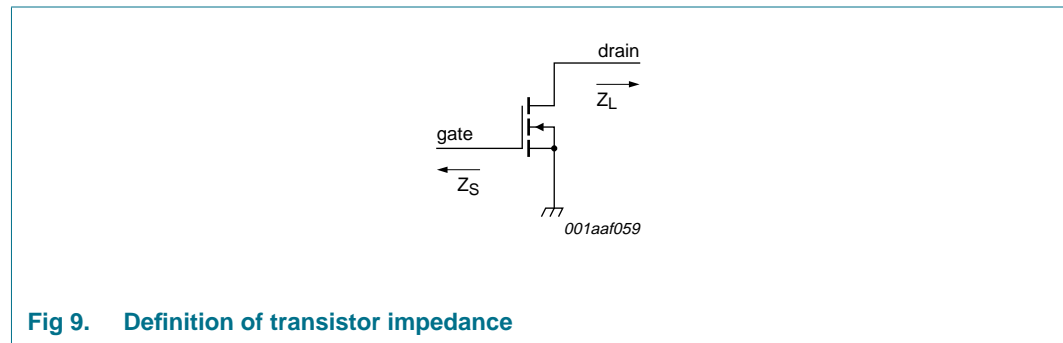 drain
Z_L
gate
Z_S
001aaf059
Fig 9. Definition of transistor impedance